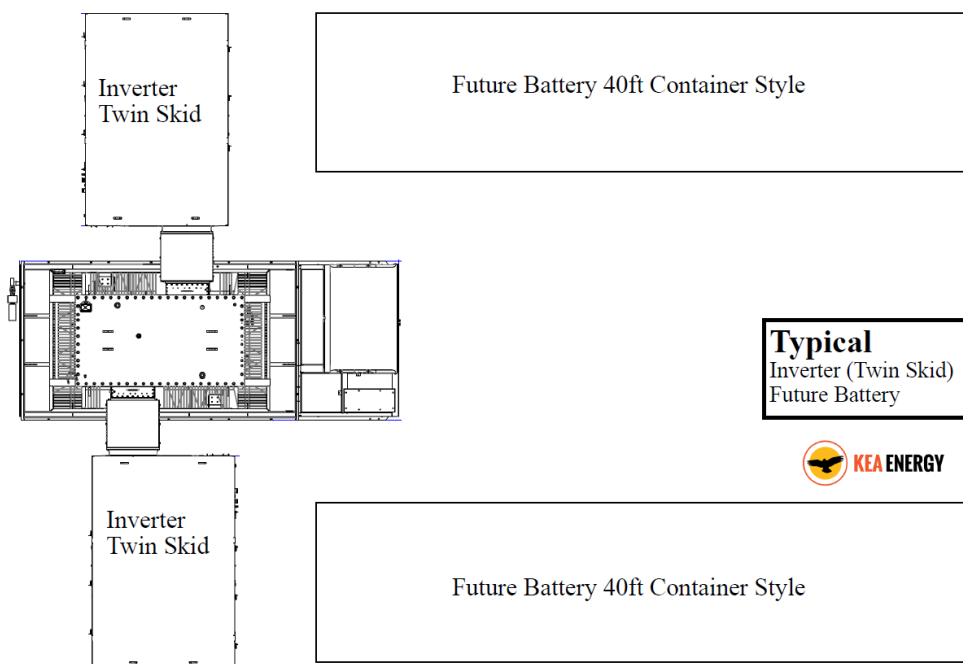 Inverter
Twin Skid
Future Battery 40ft Container Style
Typical
Inverter (Twin Skid)
Future Battery
KEA ENERGY
Inverter
Twin Skid
Future Battery 40ft Container Style